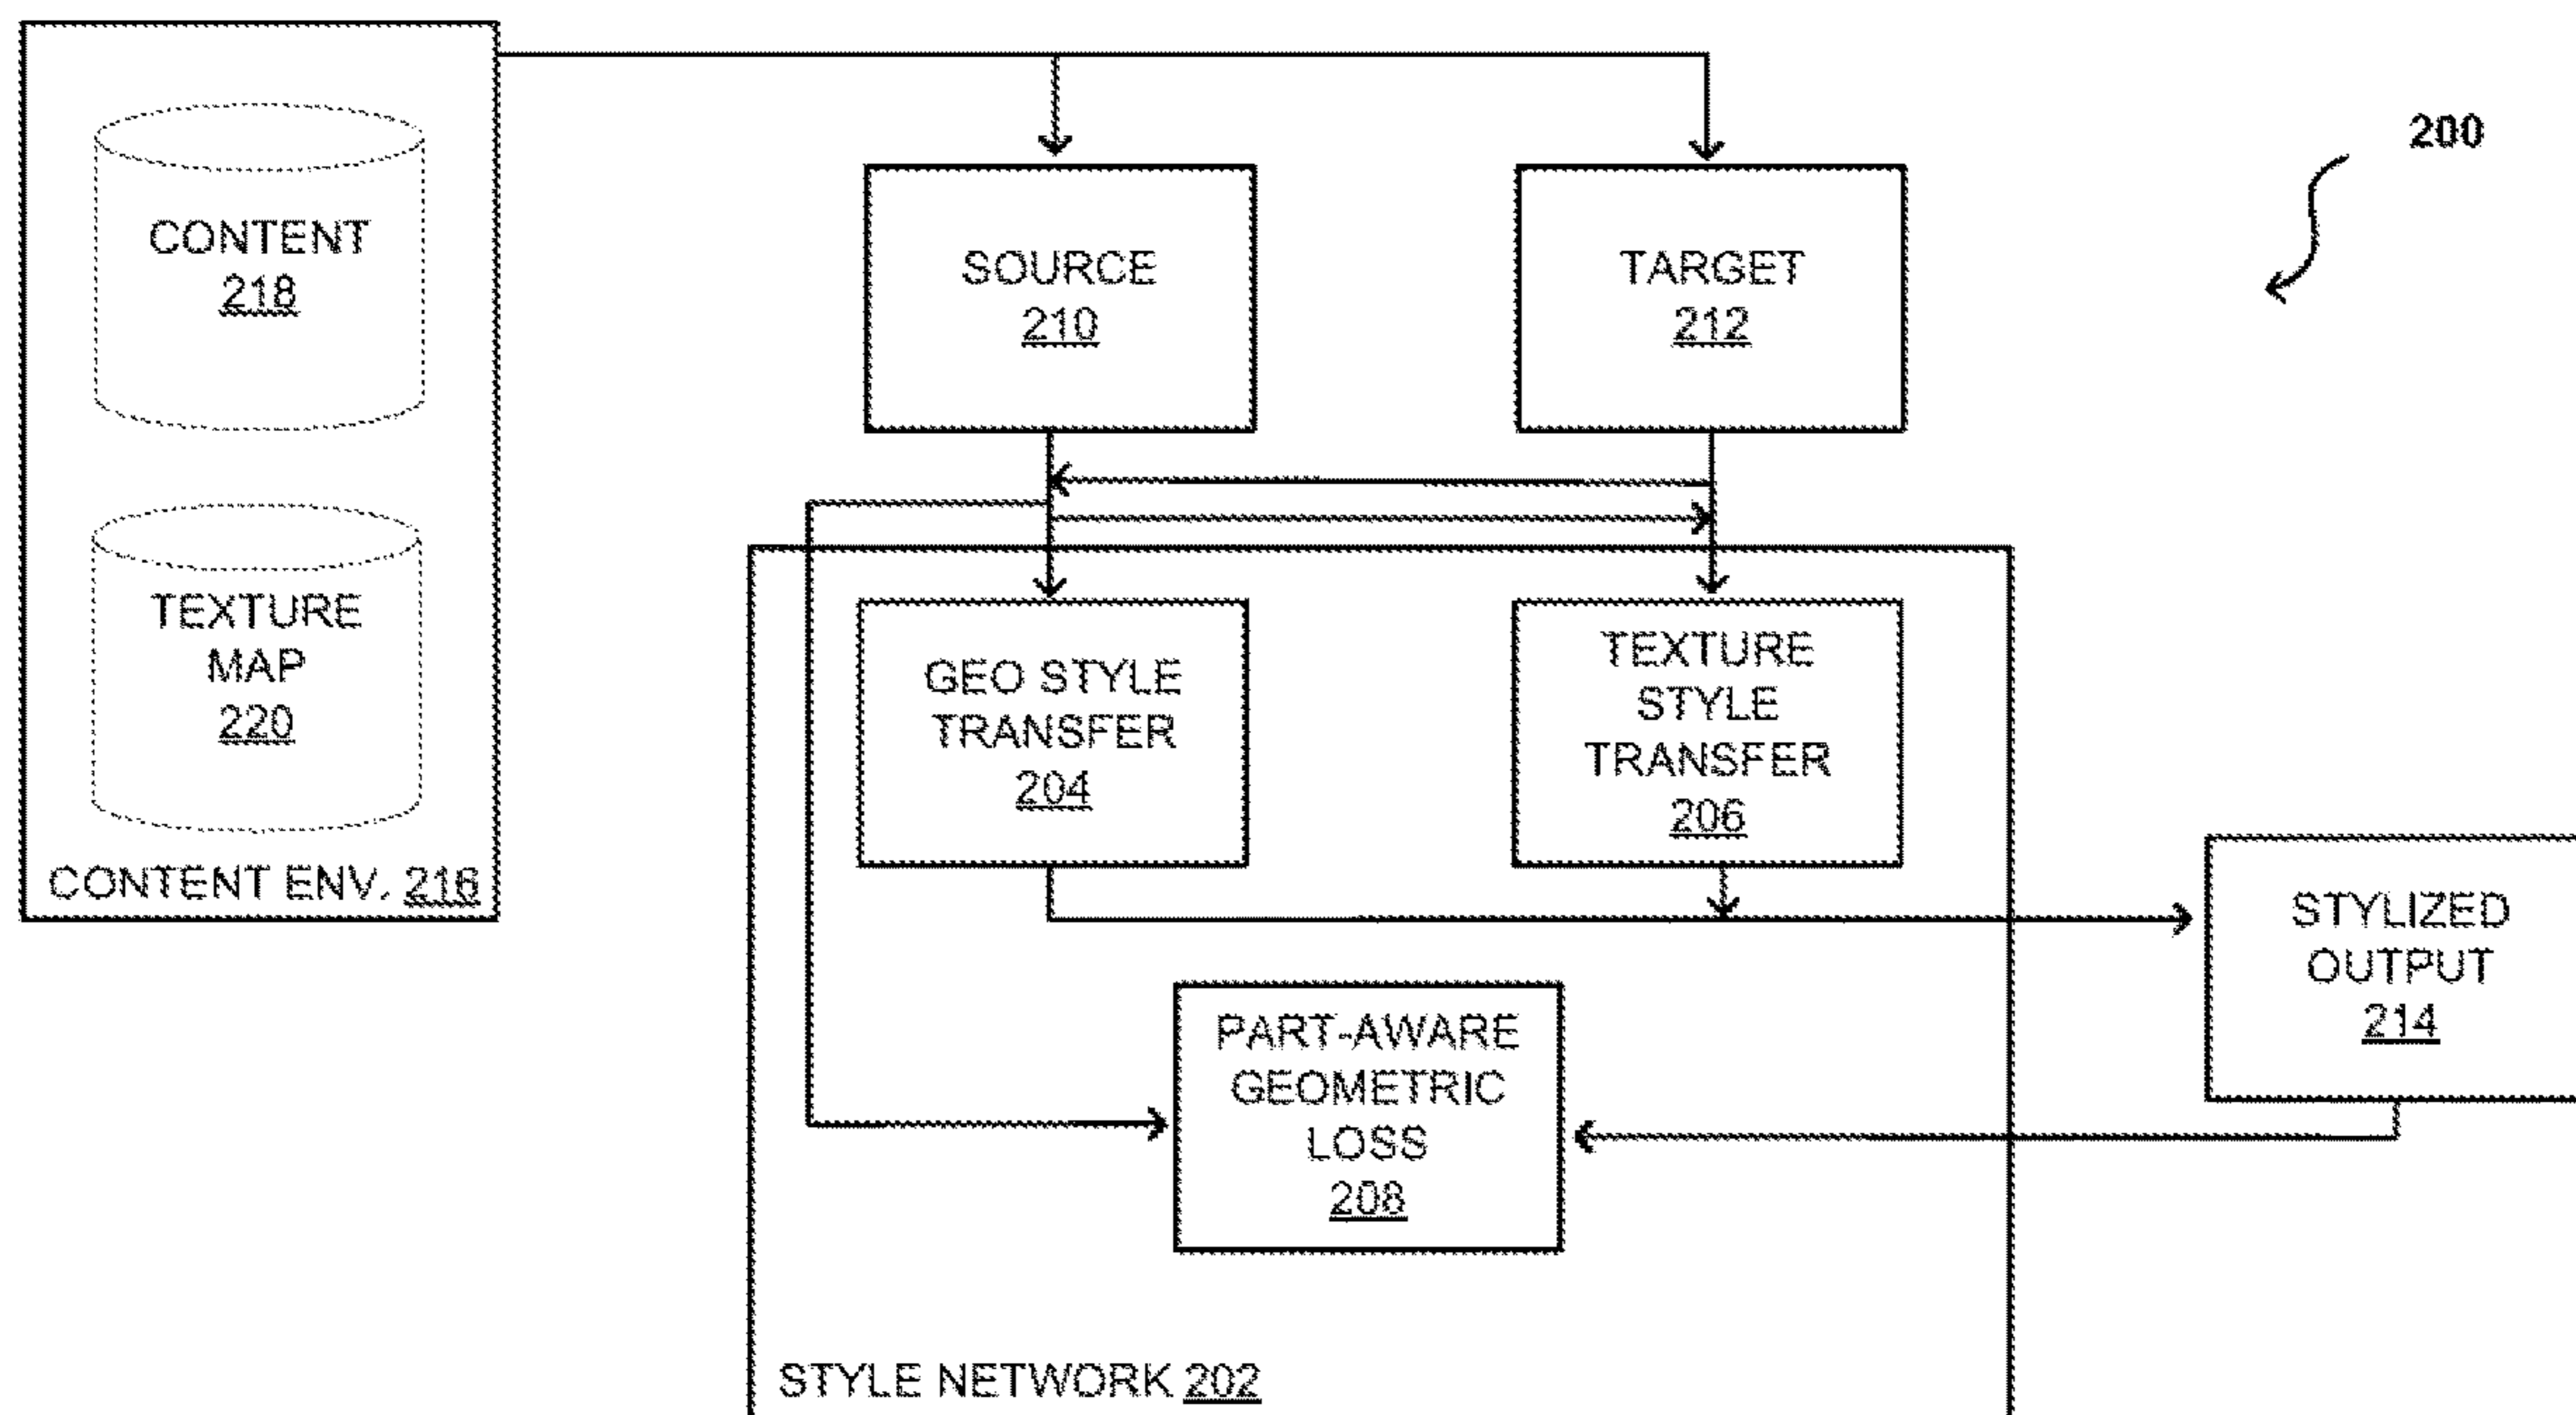 200
CONTENT
218
TEXTURE
MAP
220
CONTENT ENV. 216
SOURCE
210
TARGET
212
GEO STYLE
TRANSFER
204
TEXTURE
STYLE
TRANSFER
206
STYLIZED
OUTPUT
214
PART-AWARE
GEOMETRIC
LOSS
208
STYLE NETWORK 202